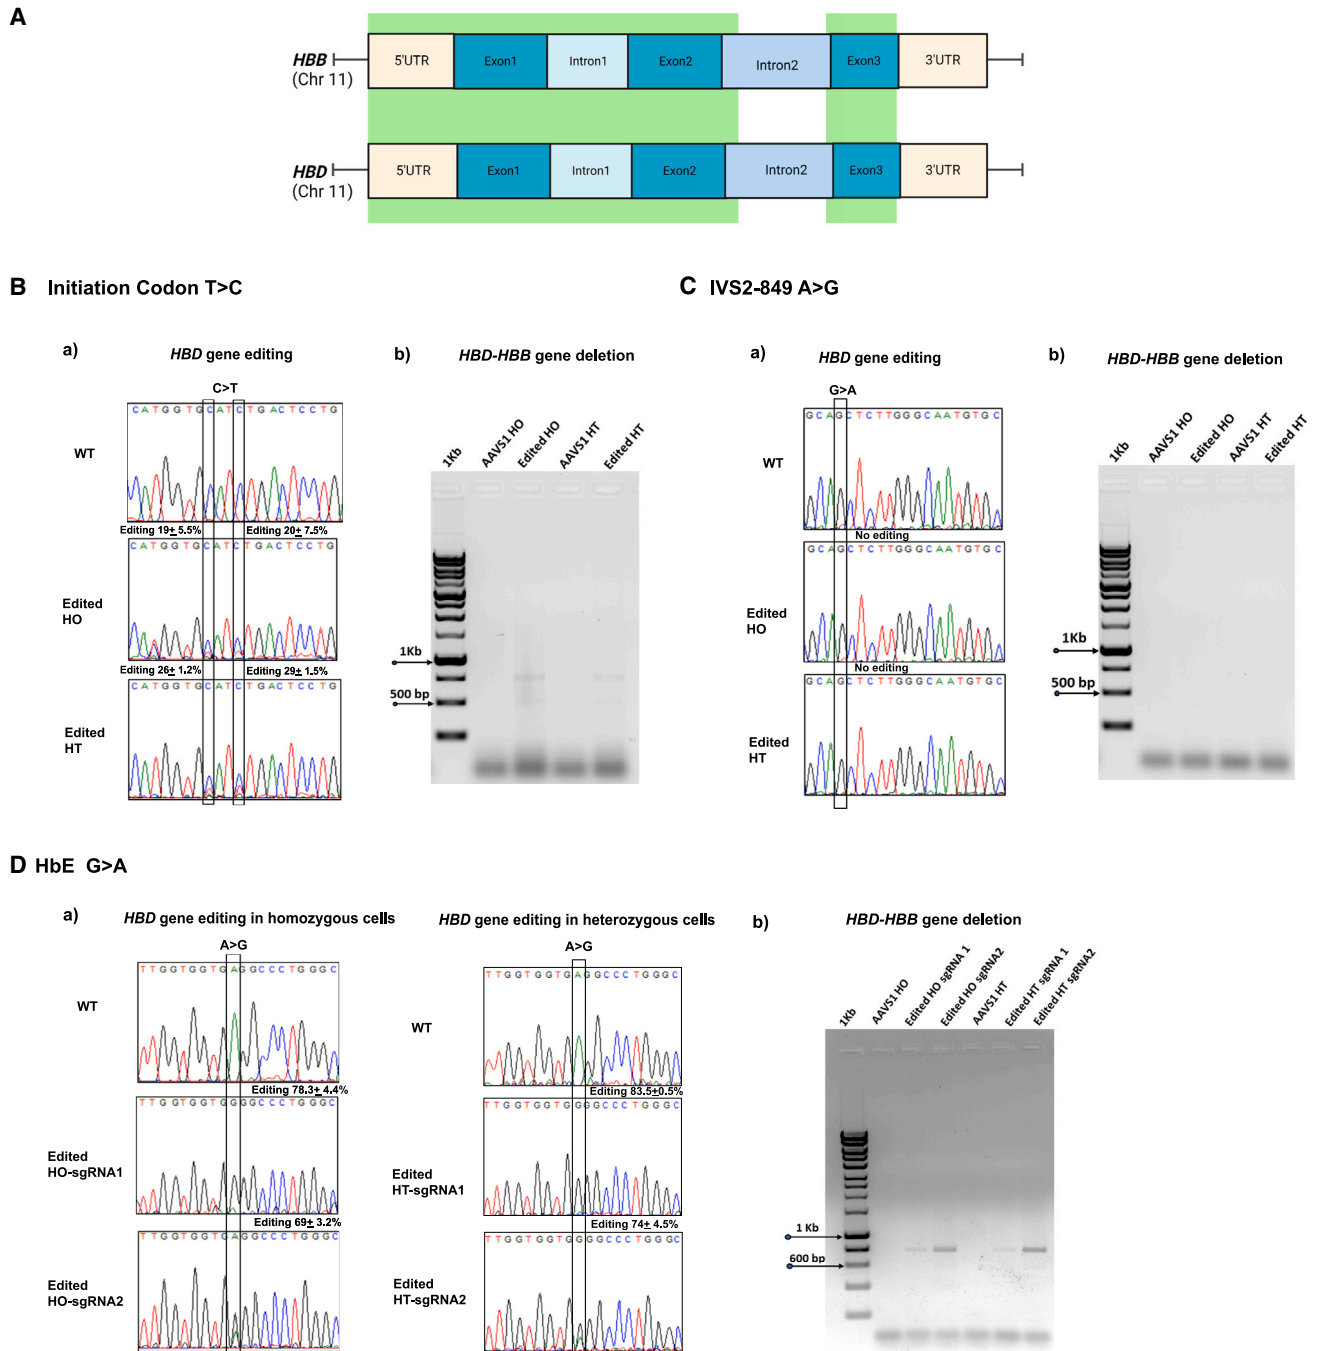 A
HBB
(Chr 11)
5'UTR
Exon1
Intron1
Exon2
Intron2
Exon3
3'UTR
HBD
(Chr 11)
5'UTR
Exon1
Intron1
Exon2
Intron2
Exon3
3'UTR
B Initiation Codon T>C
a)
HBD gene editing
C>T
WT
CATGGTGCATCTGACTCCTG
Editing 19± 5.5% Editing 20± 7.5%
Edited
HO
CATGGTGCATCTGACTCCTG
Editing 26± 1.2% Editing 29± 1.5%
Edited
HT
CATGGTGCATCTGACTCCTG
b)
HBD-HBB gene deletion
1Kb
AAVS1 HO
Edited HO
AAVS1 HT
Edited HT
1Kb
500 bp
C IVS2-849 A>G
a)
HBD gene editing
G>A
WT
GCAGCTCTTGGGCAATGTGC
No editing
Edited
HO
GCAGCTCTTGGGCAATGTGC
No editing
Edited
HT
GCAGCTCTTGGGCAATGTGC
b)
HBD-HBB gene deletion
1Kb
AAVS1 HO
Edited HO
AAVS1 HT
Edited HT
1Kb
500 bp
D HbE G>A
a)
HBD gene editing in homozygous cells
A>G
WT
TTGGTGGTGAGGCCCTGGGC
Editing 78.3± 4.4%
Edited
HO-sgRNA1
TTGGTGGTGGGGCCCTGGGC
Editing 69± 3.2%
Edited
HO-sgRNA2
TTGGTGGTGAGGCCCTGGGC
HBD gene editing in heterozygous cells
A>G
WT
TTGGTGGTGAGGCCCTGGGC
Editing 83.5±0.5%
Edited
HT-sgRNA1
TTGGTGGTGGGGCCCTGGGC
Editing 74± 4.5%
Edited
HT-sgRNA2
TTGGTGGTGGGGCCCTGGGC
b)
HBD-HBB gene deletion
1Kb
AAVS1 HO
Edited HO sgRNA 1
Edited HO sgRNA2
AAVS1 HT
Edited HT sgRNA 1
Edited HT sgRNA2
1 Kb
600 bp